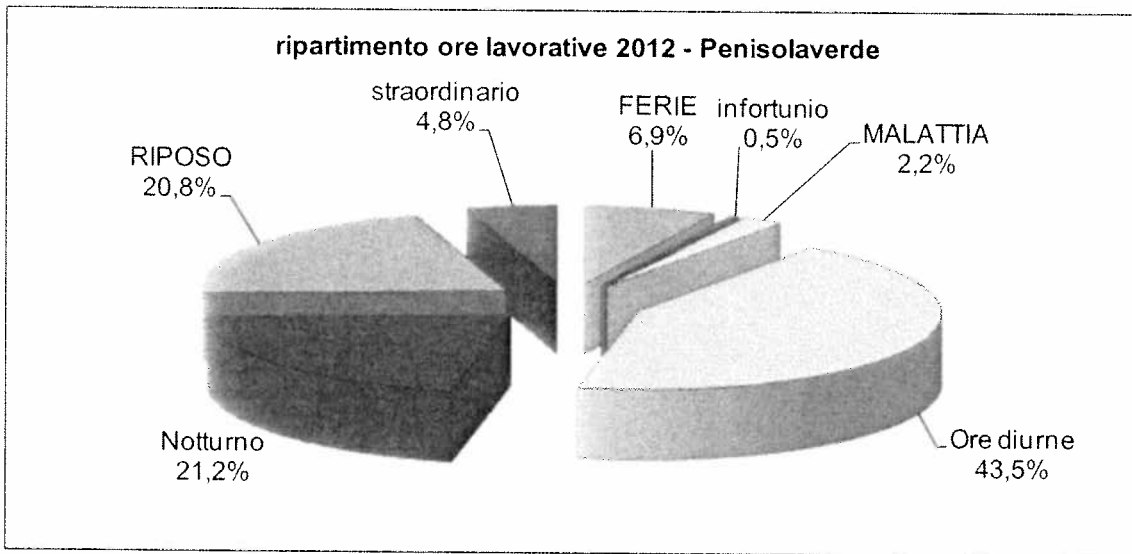 ripartimento ore lavorative 2012 - Penisolaverde
straordinario
4,8%
FERIE
6,9%
infortunio
0,5%
MALATTIA
2,2%
RIPOSO
20,8%
Notturno
21,2%
Ore diurne
43,5%